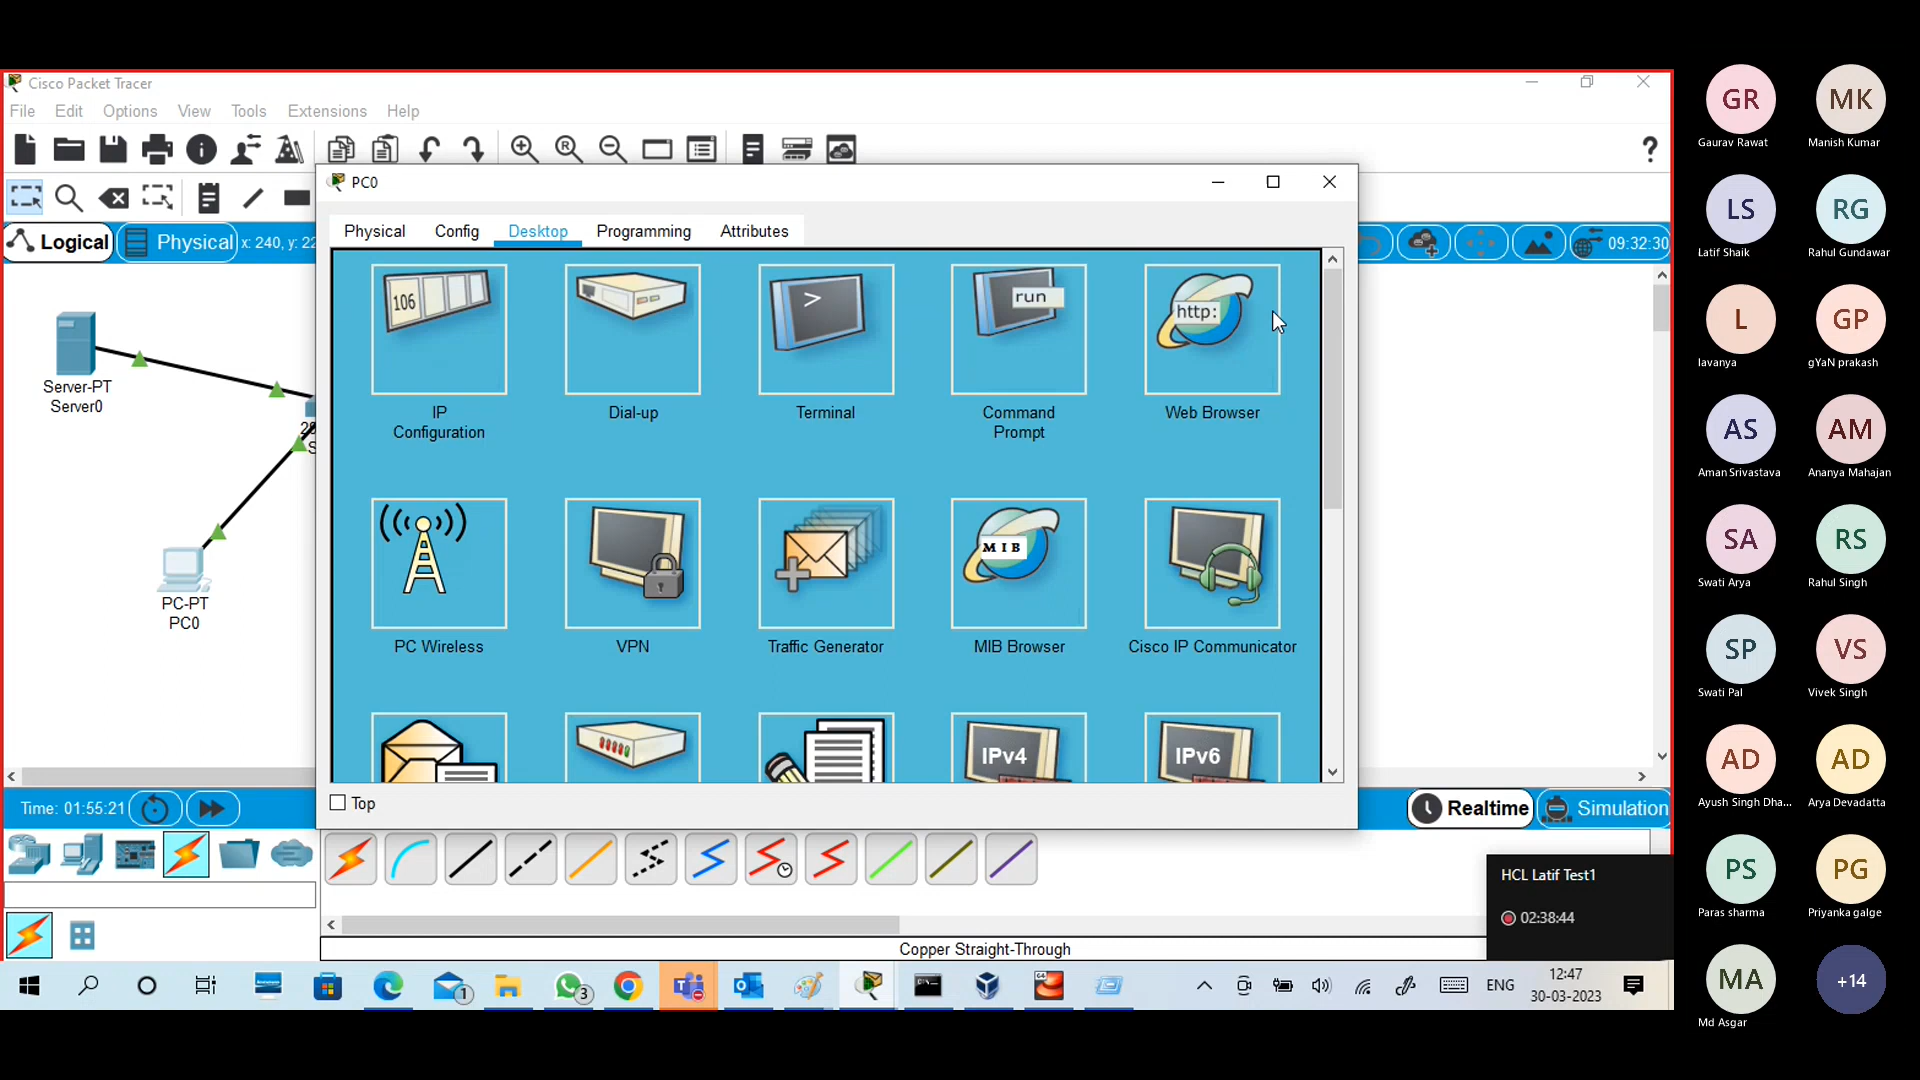 Cisco Packet Tracer
File Edit Options View Tools Extensions Help
?
PC0
Logical Physical x: 240, y: 22
09:32:30
Physical Config Desktop Programming Attributes
106
>
run
http:
IP Configuration
Dial-up
Terminal
Command Prompt
Web Browser
MIB
PC Wireless
VPN
Traffic Generator
MIB Browser
Cisco IP Communicator
IPv4
IPv6
Top
Server-PT
Server0
29
S
PC-PT
PC0
Time: 01:55:21
Realtime
Simulation
Copper Straight-Through
HCL Latif Test1
02:38:44
1
3
64
ENG
12:47
30-03-2023
GR
Gaurav Rawat
MK
Manish Kumar
LS
Latif Shaik
RG
Rahul Gundawar
L
lavanya
GP
gYaN prakash
AS
Aman Srivastava
AM
Ananya Mahajan
SA
Swati Arya
RS
Rahul Singh
SP
Swati Pal
VS
Vivek Singh
AD
Ayush Singh Dha...
AD
Arya Devadatta
PS
Paras sharma
PG
Priyanka galge
MA
Md Asgar
+14